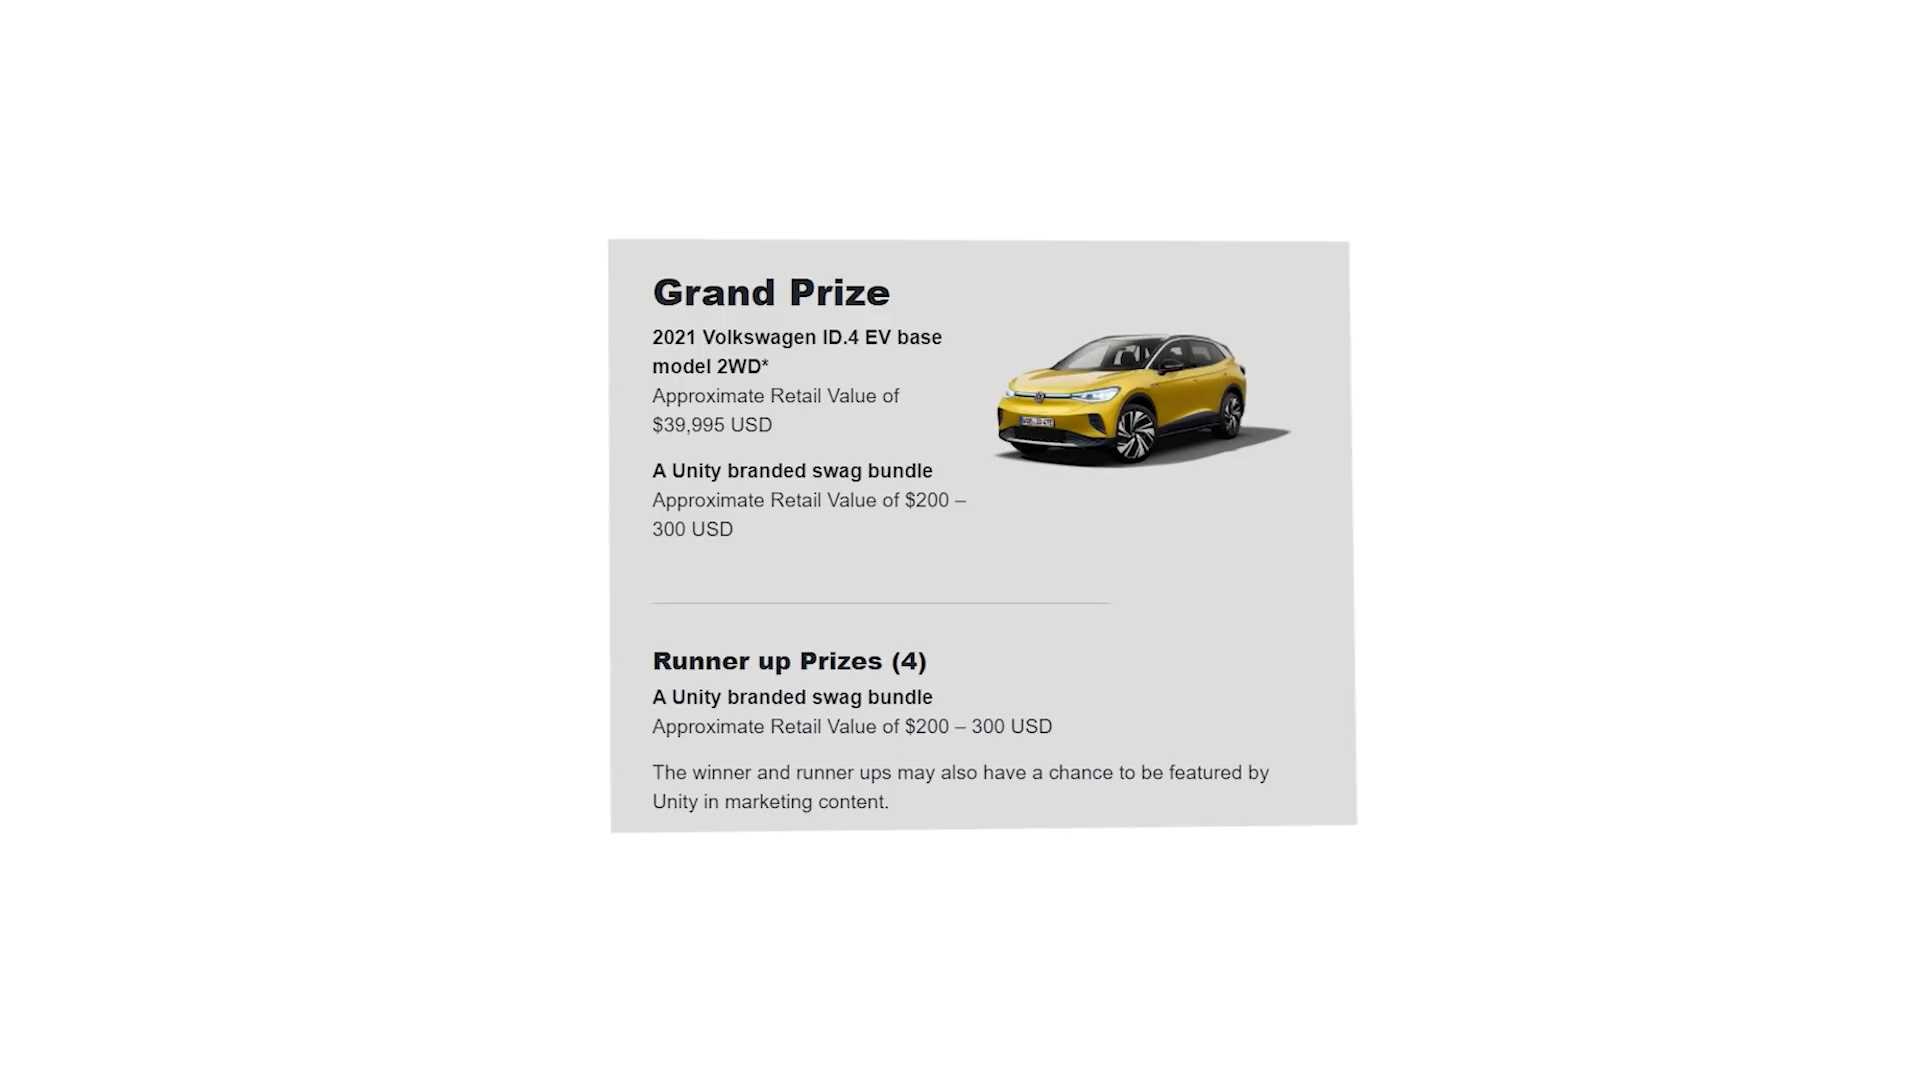 Grand Prize
2021 Volkswagen ID.4 EV base
model 2WD*
Approximate Retail Value of
$39,995 USD
A Unity branded swag bundle
Approximate Retail Value of $200 –
300 USD
Runner up Prizes (4)
A Unity branded swag bundle
Approximate Retail Value of $200 – 300 USD
The winner and runner ups may also have a chance to be featured by
Unity in marketing content.